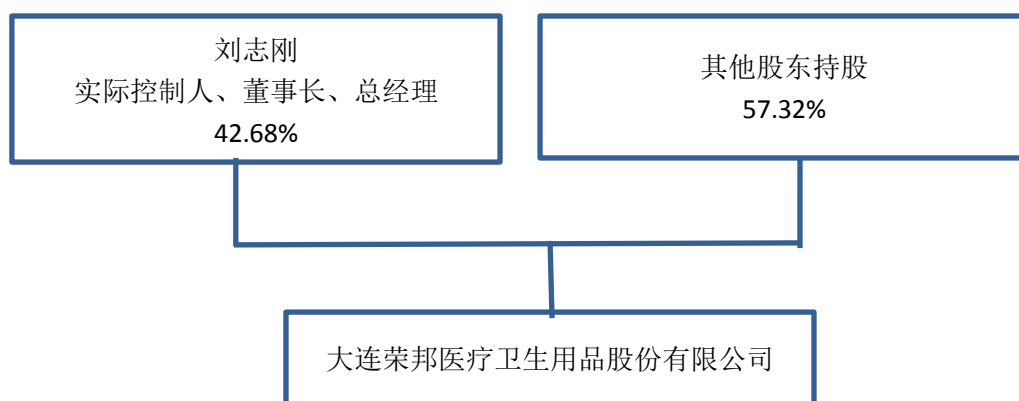 刘志刚
实际控制人、董事长、总经理
42.68%
其他股东持股
57.32%
大连荣邦医疗卫生用品股份有限公司